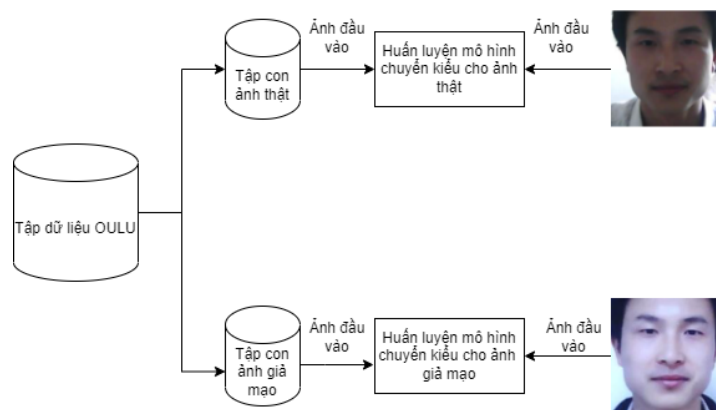 Ảnh đầu
vào
Tập con
ảnh thật
Huấn luyện mô hình
chuyển kiểu cho ảnh
thật
Ảnh đầu
vào
Tập dữ liệu OULU
Ảnh đầu
vào
Tập con
ảnh giả
mạo
Huấn luyện mô hình
chuyển kiểu cho ảnh
giả mạo
Ảnh đầu
vào